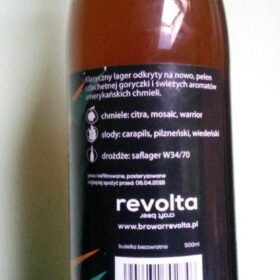 Klasyczny lager odkryty na nowo, pełen
szlachetnej goryczki i świeżych aromatów
amerykańskich chmieli.
chmiele: citra, mosaic, warrior
słody: carapils, pilzneński, wiedeński
drożdże: saflager W34/70
piwo niefiltrowane, pasteryzowane
najlepiej spożyć przed: 06.04.2016
revolta
craft beer
www.browarrevolta.pl
butelka bezzwrotna 500ml